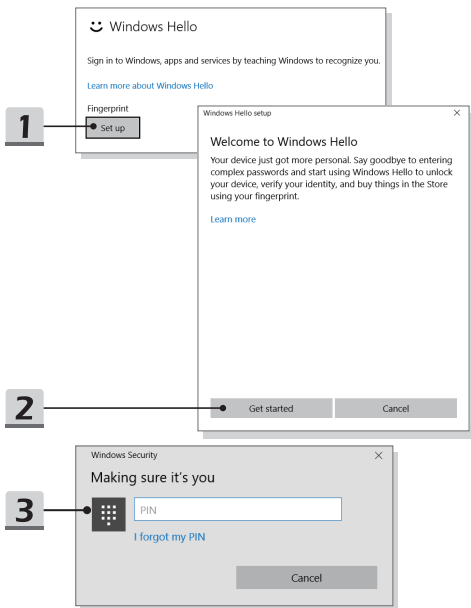 Windows Hello
Sign in to Windows, apps and services by teaching Windows to recognize you.
Learn more about Windows Hello
Fingerprint
1
Set up
Windows Hello setup
Welcome to Windows Hello
Your device just got more personal. Say goodbye to entering
complex passwords and start using Windows Hello to unlock
your device, verify your identity, and buy things in the Store
using your fingerprint.
Learn more
2
Get started
Cancel
Windows Security
Making sure it's you
3
PIN
I forgot my PIN
Cancel